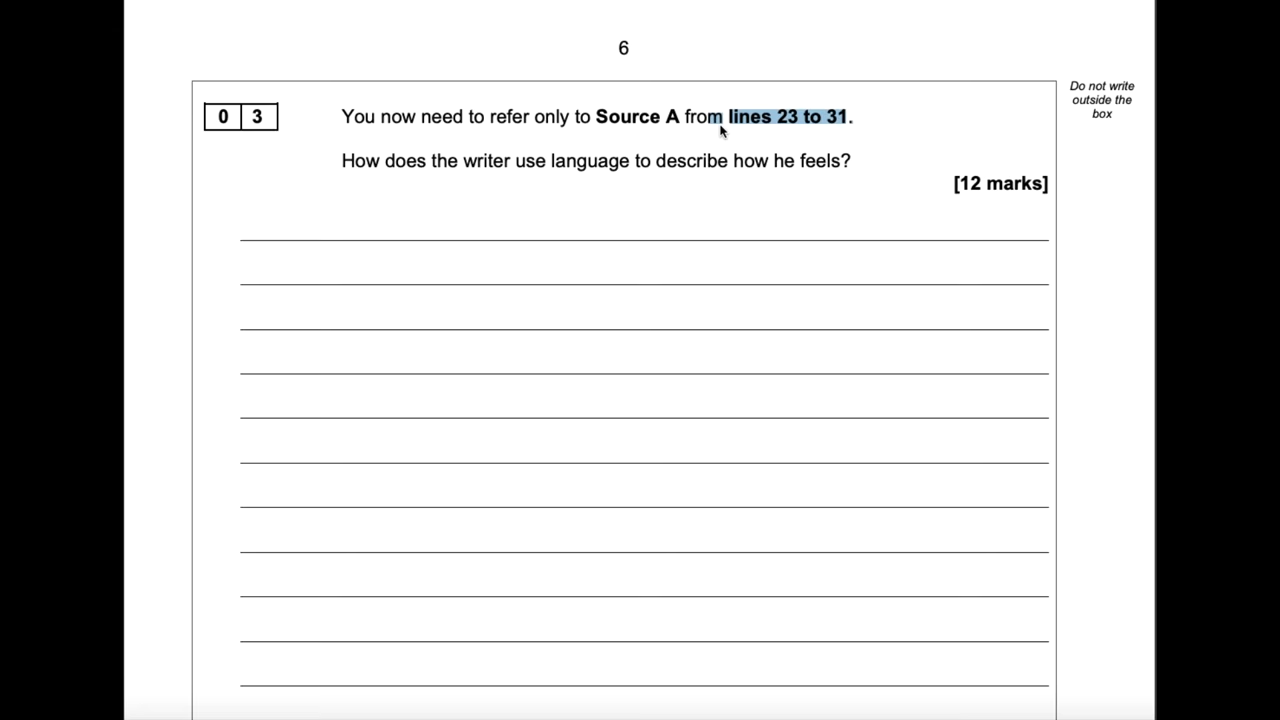 6
Do not write
outside the
box
0 3 You now need to refer only to Source A from lines 23 to 31.
How does the writer use language to describe how he feels?
[12 marks]